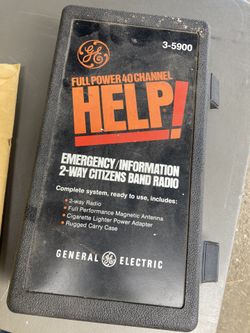 GE
3-5900
FULL POWER 40 CHANNEL
HELP!
EMERGENCY/INFORMATION
2-WAY CITIZENS BAND RADIO
Complete system, ready to use, includes:
• 2-way Radio
• Full Performance Magnetic Antenna
• Cigarette Lighter Power Adapter
• Rugged Carry Case
GENERAL GE ELECTRIC